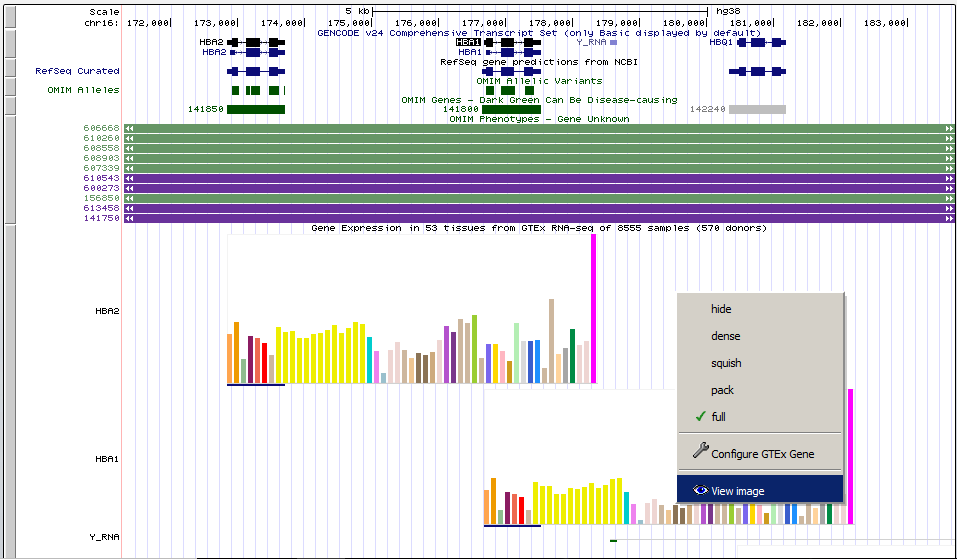 Scale 5 kb hg38
chr16: 172,000 173,000 174,000 175,000 176,000 177,000 178,000 179,000 180,000 181,000 182,000 183,000
GENCODE v24 Comprehensive Transcript Set (only Basic displayed by default)
HBA2 HBA1 Y_RNA HBQ1
HBA2 HBA1
RefSeq gene predictions from NCBI
RefSeq Curated
OMIM Allelic Variants
OMIM Alleles
OMIM Genes - Dark Green Can Be Disease-causing
141850 141800 142240
OMIM Phenotypes - Gene Unknown
606668
610260
608558
608903
607339
610543
600273
156850
613458
141750
Gene Expression in 53 tissues from GTEx RNA-seq of 8555 samples (570 donors)
HBA2
hide
dense
squish
pack
full
Configure GTEx Gene
HBA1
View image
Y_RNA